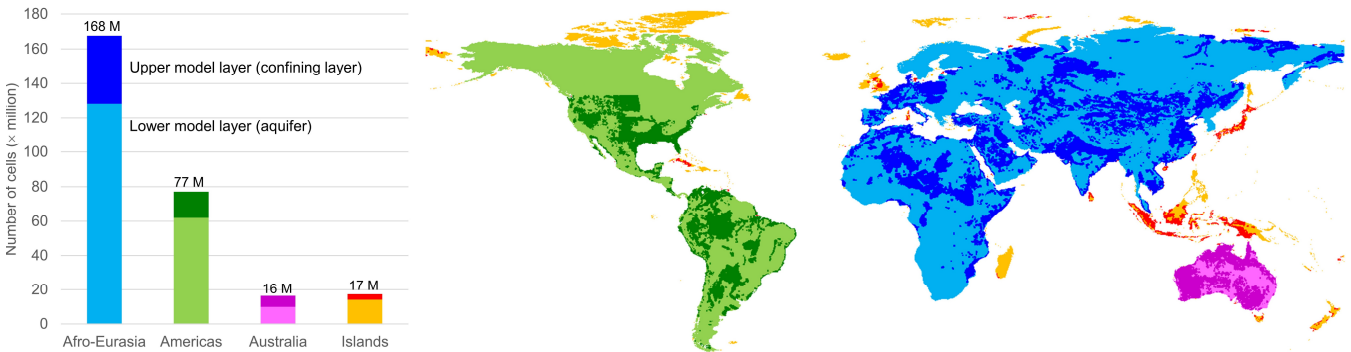 168 M
180
160
Upper model layer (confining layer)
140
Lower model layer (aquifer)
120
100
77 M
80
60
40
16 M
17 M
20
0
Number of cells (× million)
Afro-Eurasia
Americas
Australia
Islands